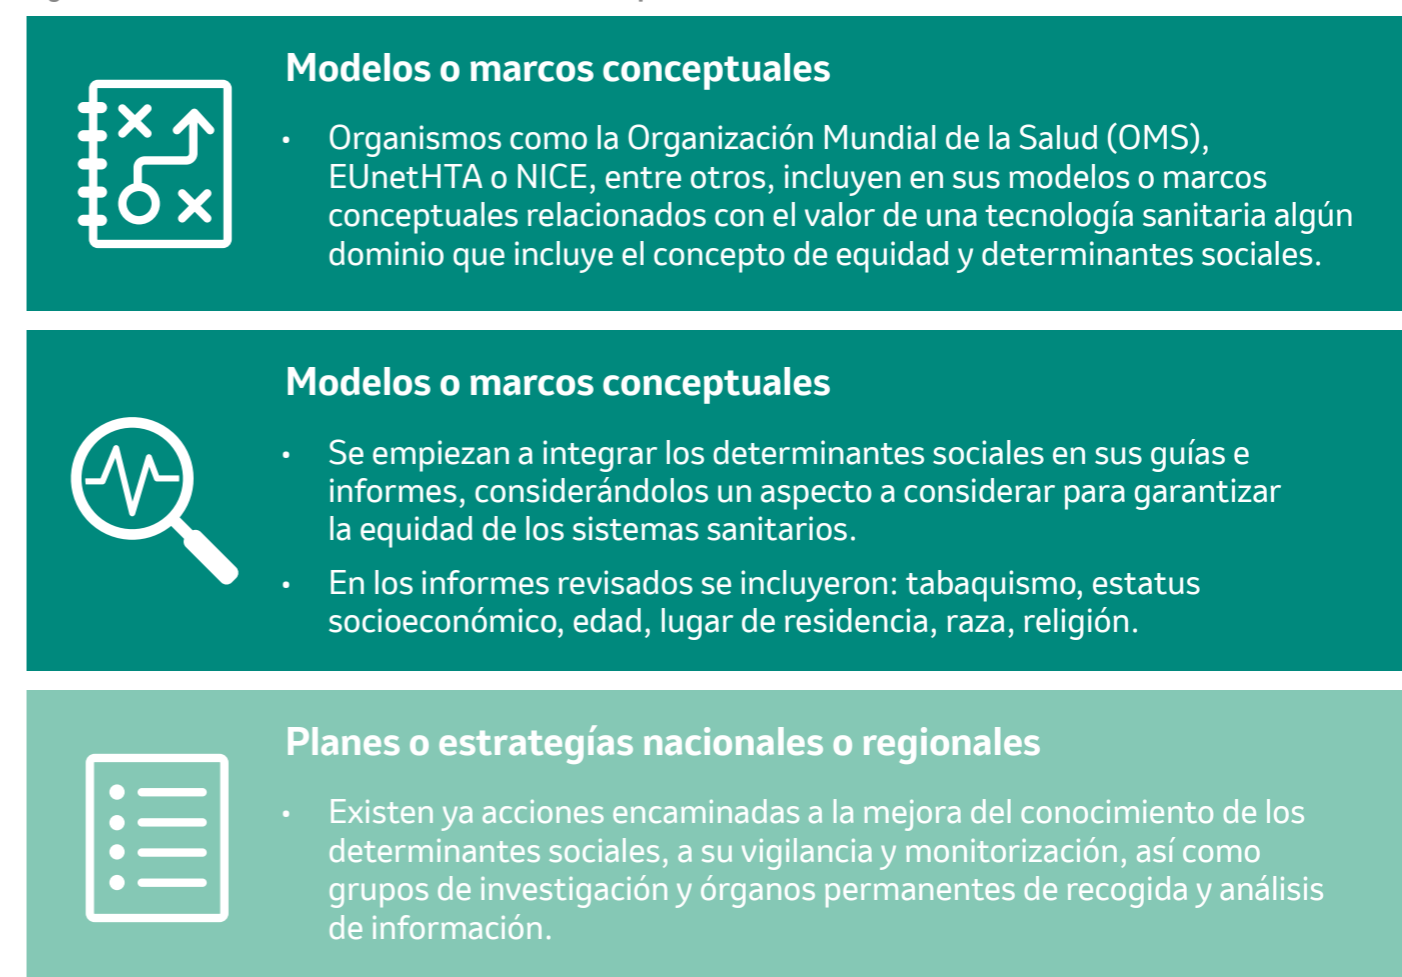 Modelos o marcos conceptuales
• Organismos como la Organización Mundial de la Salud (OMS),
EUnetHTA o NICE, entre otros, incluyen en sus modelos o marcos
conceptuales relacionados con el valor de una tecnología sanitaria algún
dominio que incluye el concepto de equidad y determinantes sociales.
Modelos o marcos conceptuales
• Se empiezan a integrar los determinantes sociales en sus guías e
informes, considerándolos un aspecto a considerar para garantizar
la equidad de los sistemas sanitarios.
• En los informes revisados se incluyeron: tabaquismo, estatus
socioeconómico, edad, lugar de residencia, raza, religión.
Planes o estrategías nacionales o regionales
• Existen ya acciones encaminadas a la mejora del conocimiento de los
determinantes sociales, a su vigilancia y monitorización, así como
grupos de investigación y órganos permanentes de recogida y análisis
de información.